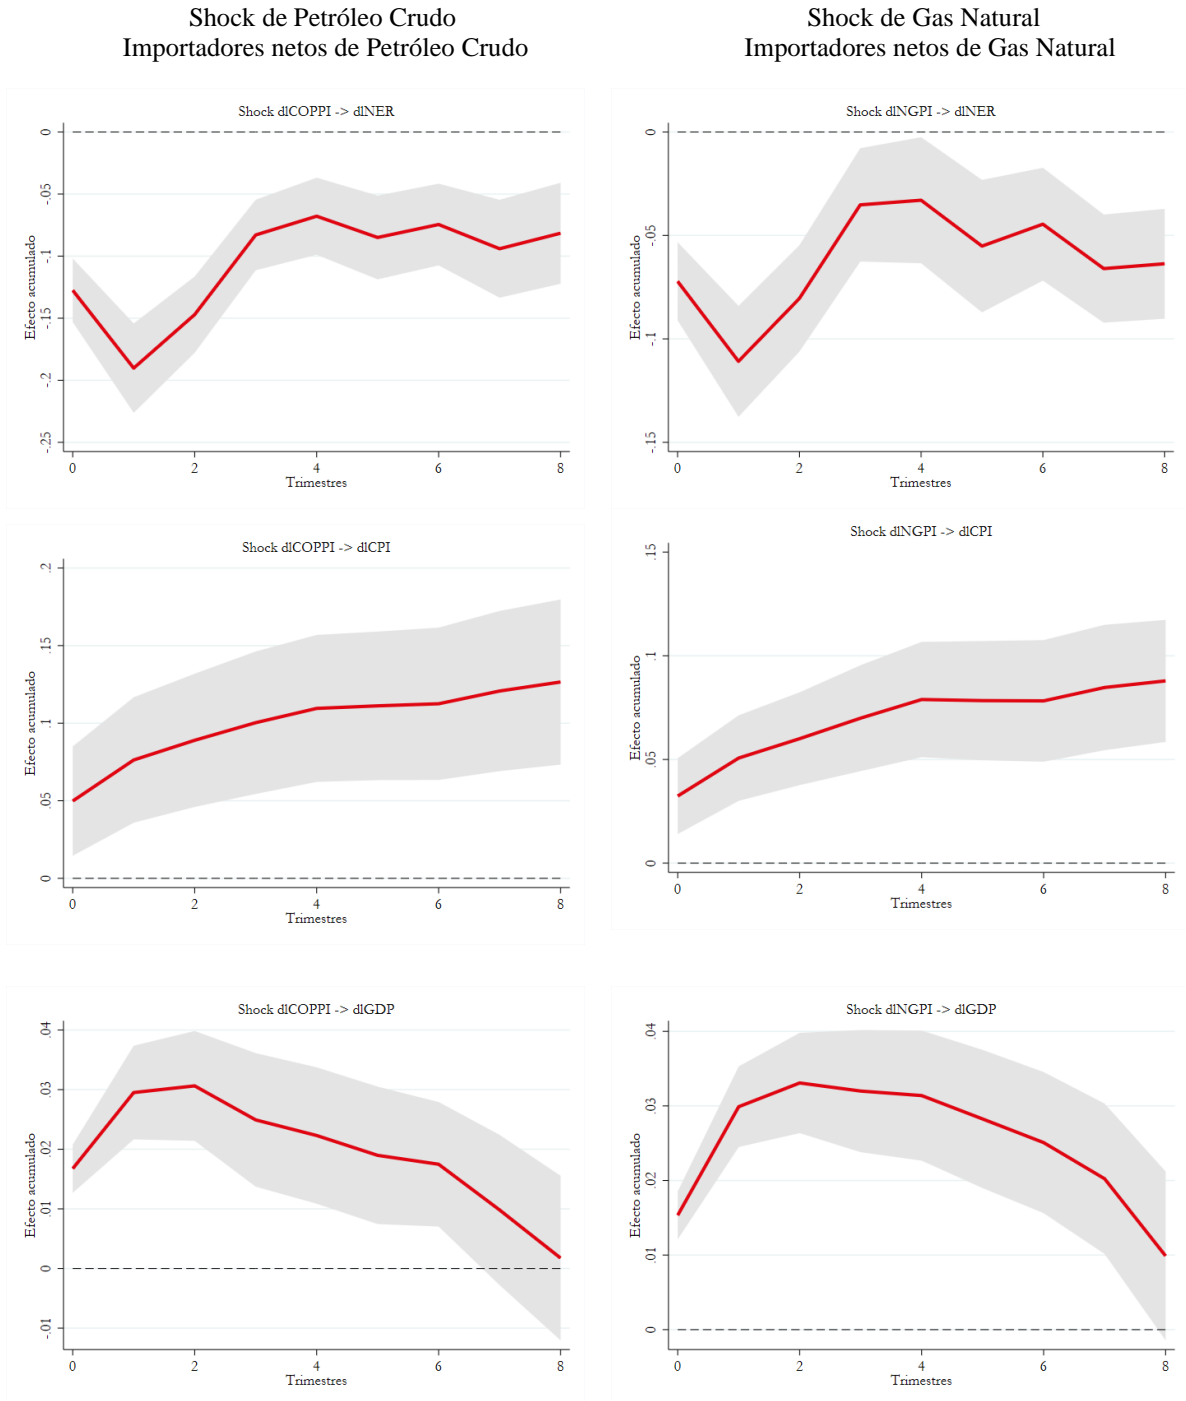 Shock de Petróleo Crudo
Importadores netos de Petróleo Crudo
Shock de Gas Natural
Importadores netos de Gas Natural
Shock dlCOPPI -> dlNER
Efecto acumulado
0
-.05
-.1
-.15
-.2
-.25
0 2 4 6 8
Trimestres
Shock dlNGPI -> dlNER
Efecto acumulado
0
-.05
-.1
-.15
0 2 4 6 8
Trimestres
Shock dlCOPPI -> dlCPI
Efecto acumulado
.2
.15
.1
.05
0
0 2 4 6 8
Trimestres
Shock dlNGPI -> dlCPI
Efecto acumulado
.15
.1
.05
0
0 2 4 6 8
Trimestres
Shock dlCOPPI -> dlGDP
Efecto acumulado
.04
.03
.02
.01
0
-.01
0 2 4 6 8
Trimestres
Shock dlNGPI -> dlGDP
Efecto acumulado
.04
.03
.02
.01
0
0 2 4 6 8
Trimestres